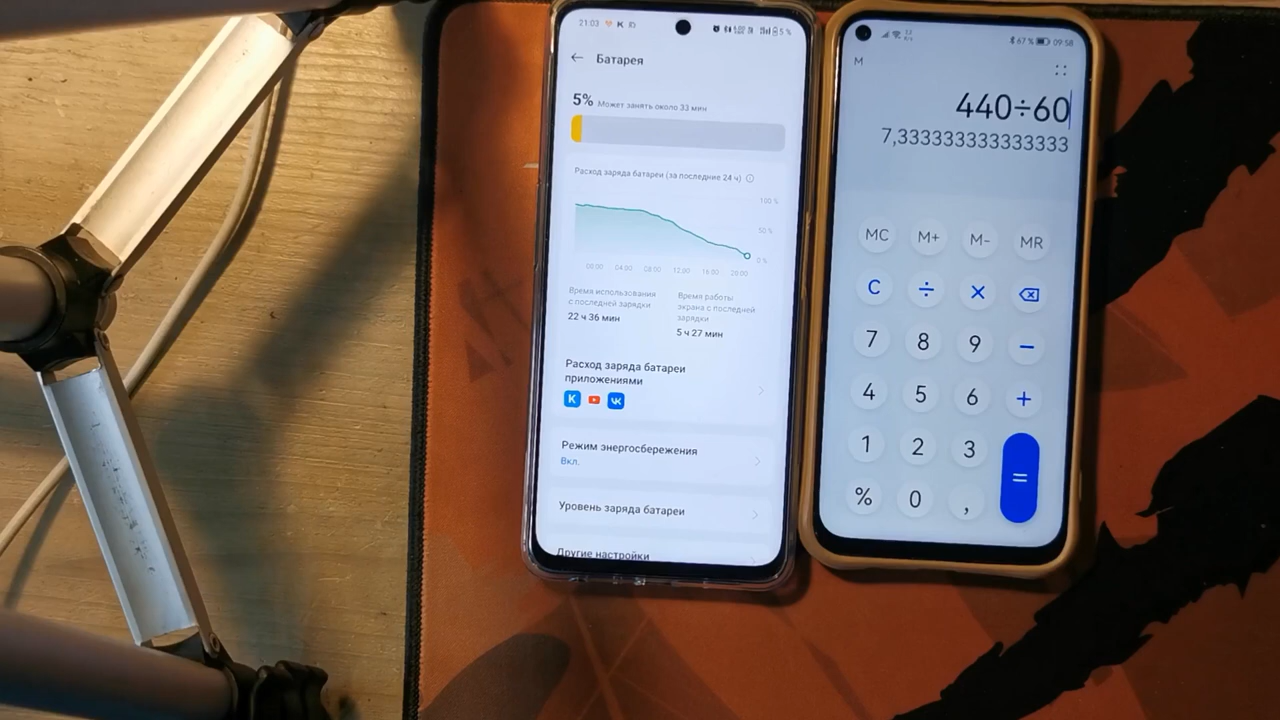 21:03
5 %
Батарея
5% Может занять около 33 мин
Расход заряда батареи (за последние 24 ч)
100 %
50 %
0 %
00:00 04:00 08:00 12:00 16:00 20:00
Время использования
с последней зарядки
22 ч 36 мин
Время работы
экрана с последней
зарядки
5 ч 27 мин
Расход заряда батареи
приложениями
K
VK
Режим энергосбережения
Вкл.
Уровень заряда батареи
Другие настройки
67 % 09:58
M
440÷60
7,333333333333333
MC M+ M- MR
C ÷ ×
7 8 9 −
4 5 6 +
1 2 3
% 0 , =